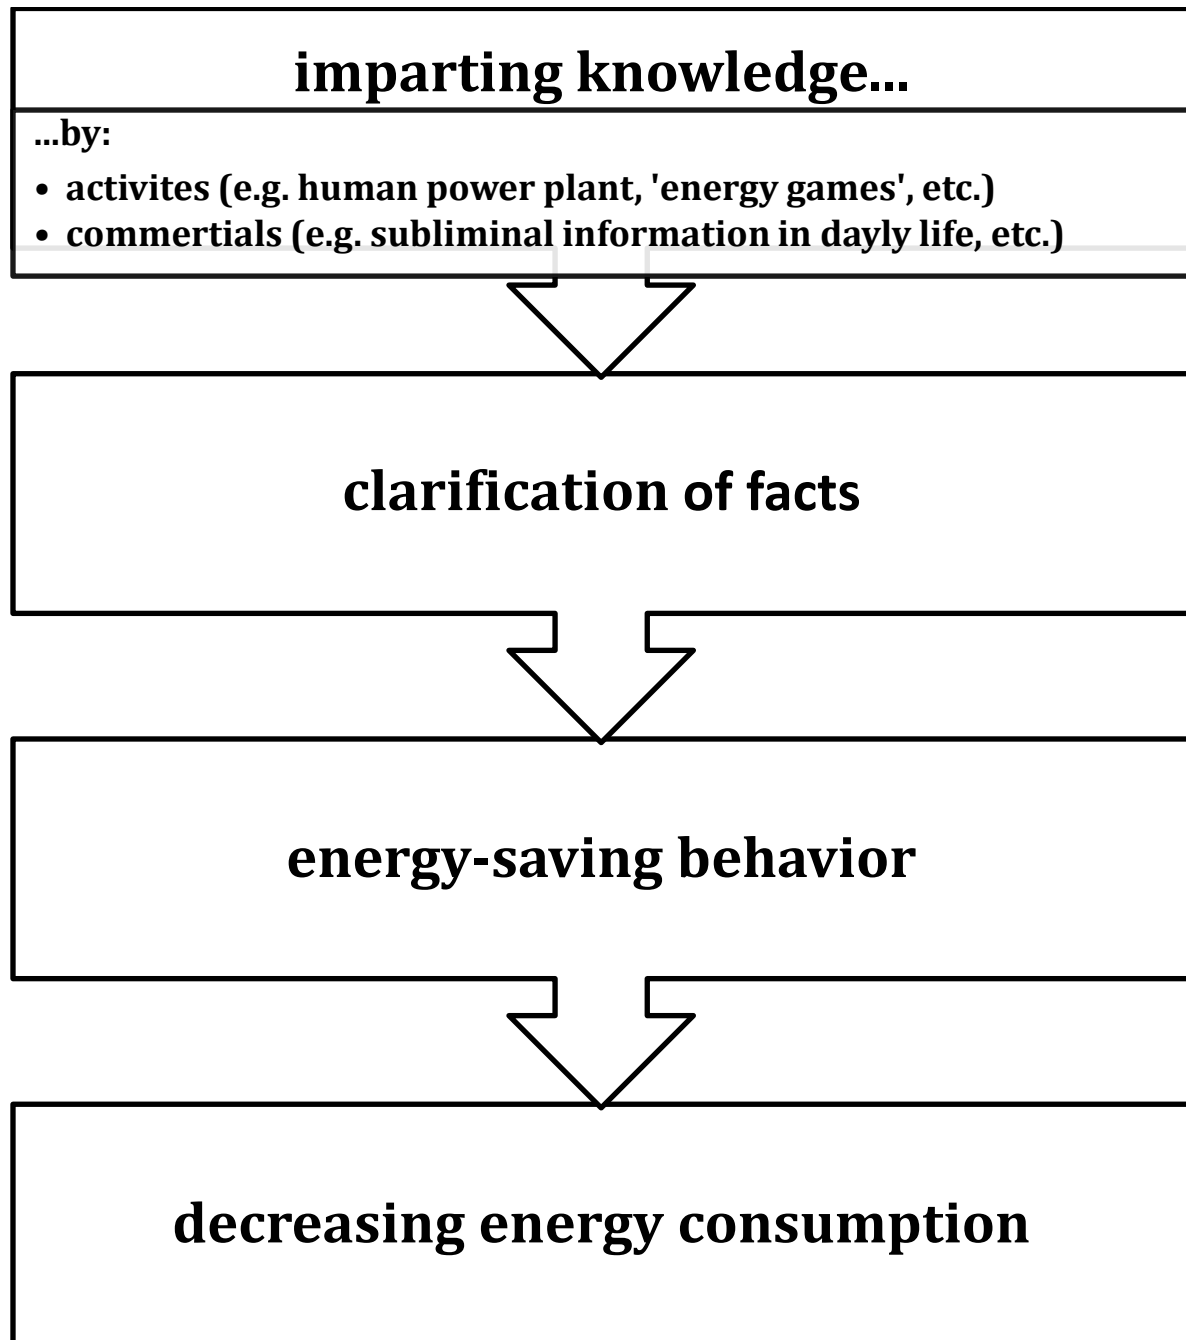 imparting knowledge...
...by:
• activites (e.g. human power plant, 'energy games', etc.)
• commertials (e.g. subliminal information in dayly life, etc.)
clarification of facts
energy-saving behavior
decreasing energy consumption